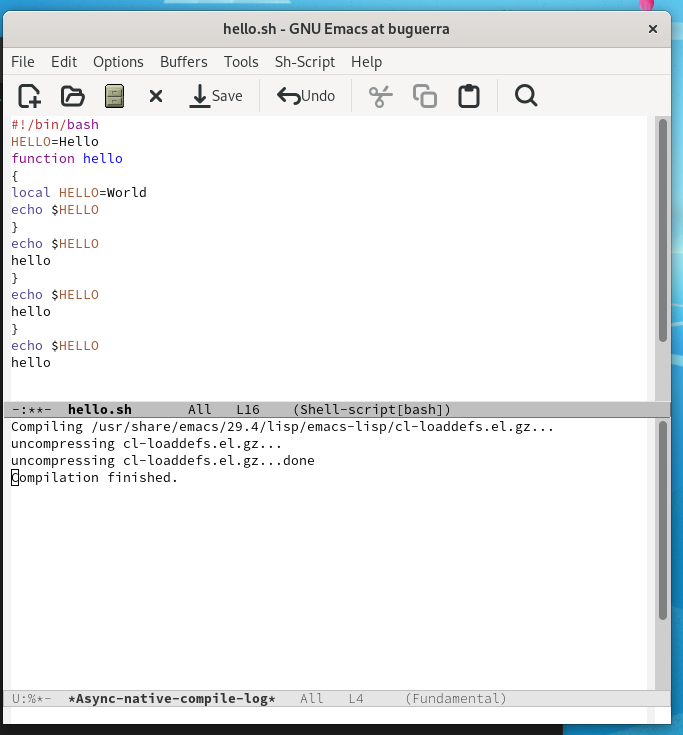 hello.sh - GNU Emacs at buguerra
File Edit Options Buffers Tools Sh-Script Help
Save Undo
#!/bin/bash
HELLO=Hello
function hello
{
local HELLO=World
echo $HELLO
}
echo $HELLO
hello
}
echo $HELLO
hello
}
echo $HELLO
hello
-:**- hello.sh All L16 (Shell-script[bash])
Compiling /usr/share/emacs/29.4/lisp/emacs-lisp/cl-loaddefs.el.gz...
uncompressing cl-loaddefs.el.gz...
uncompressing cl-loaddefs.el.gz...done
Compilation finished.
U:%*- *Async-native-compile-log* All L4 (Fundamental)